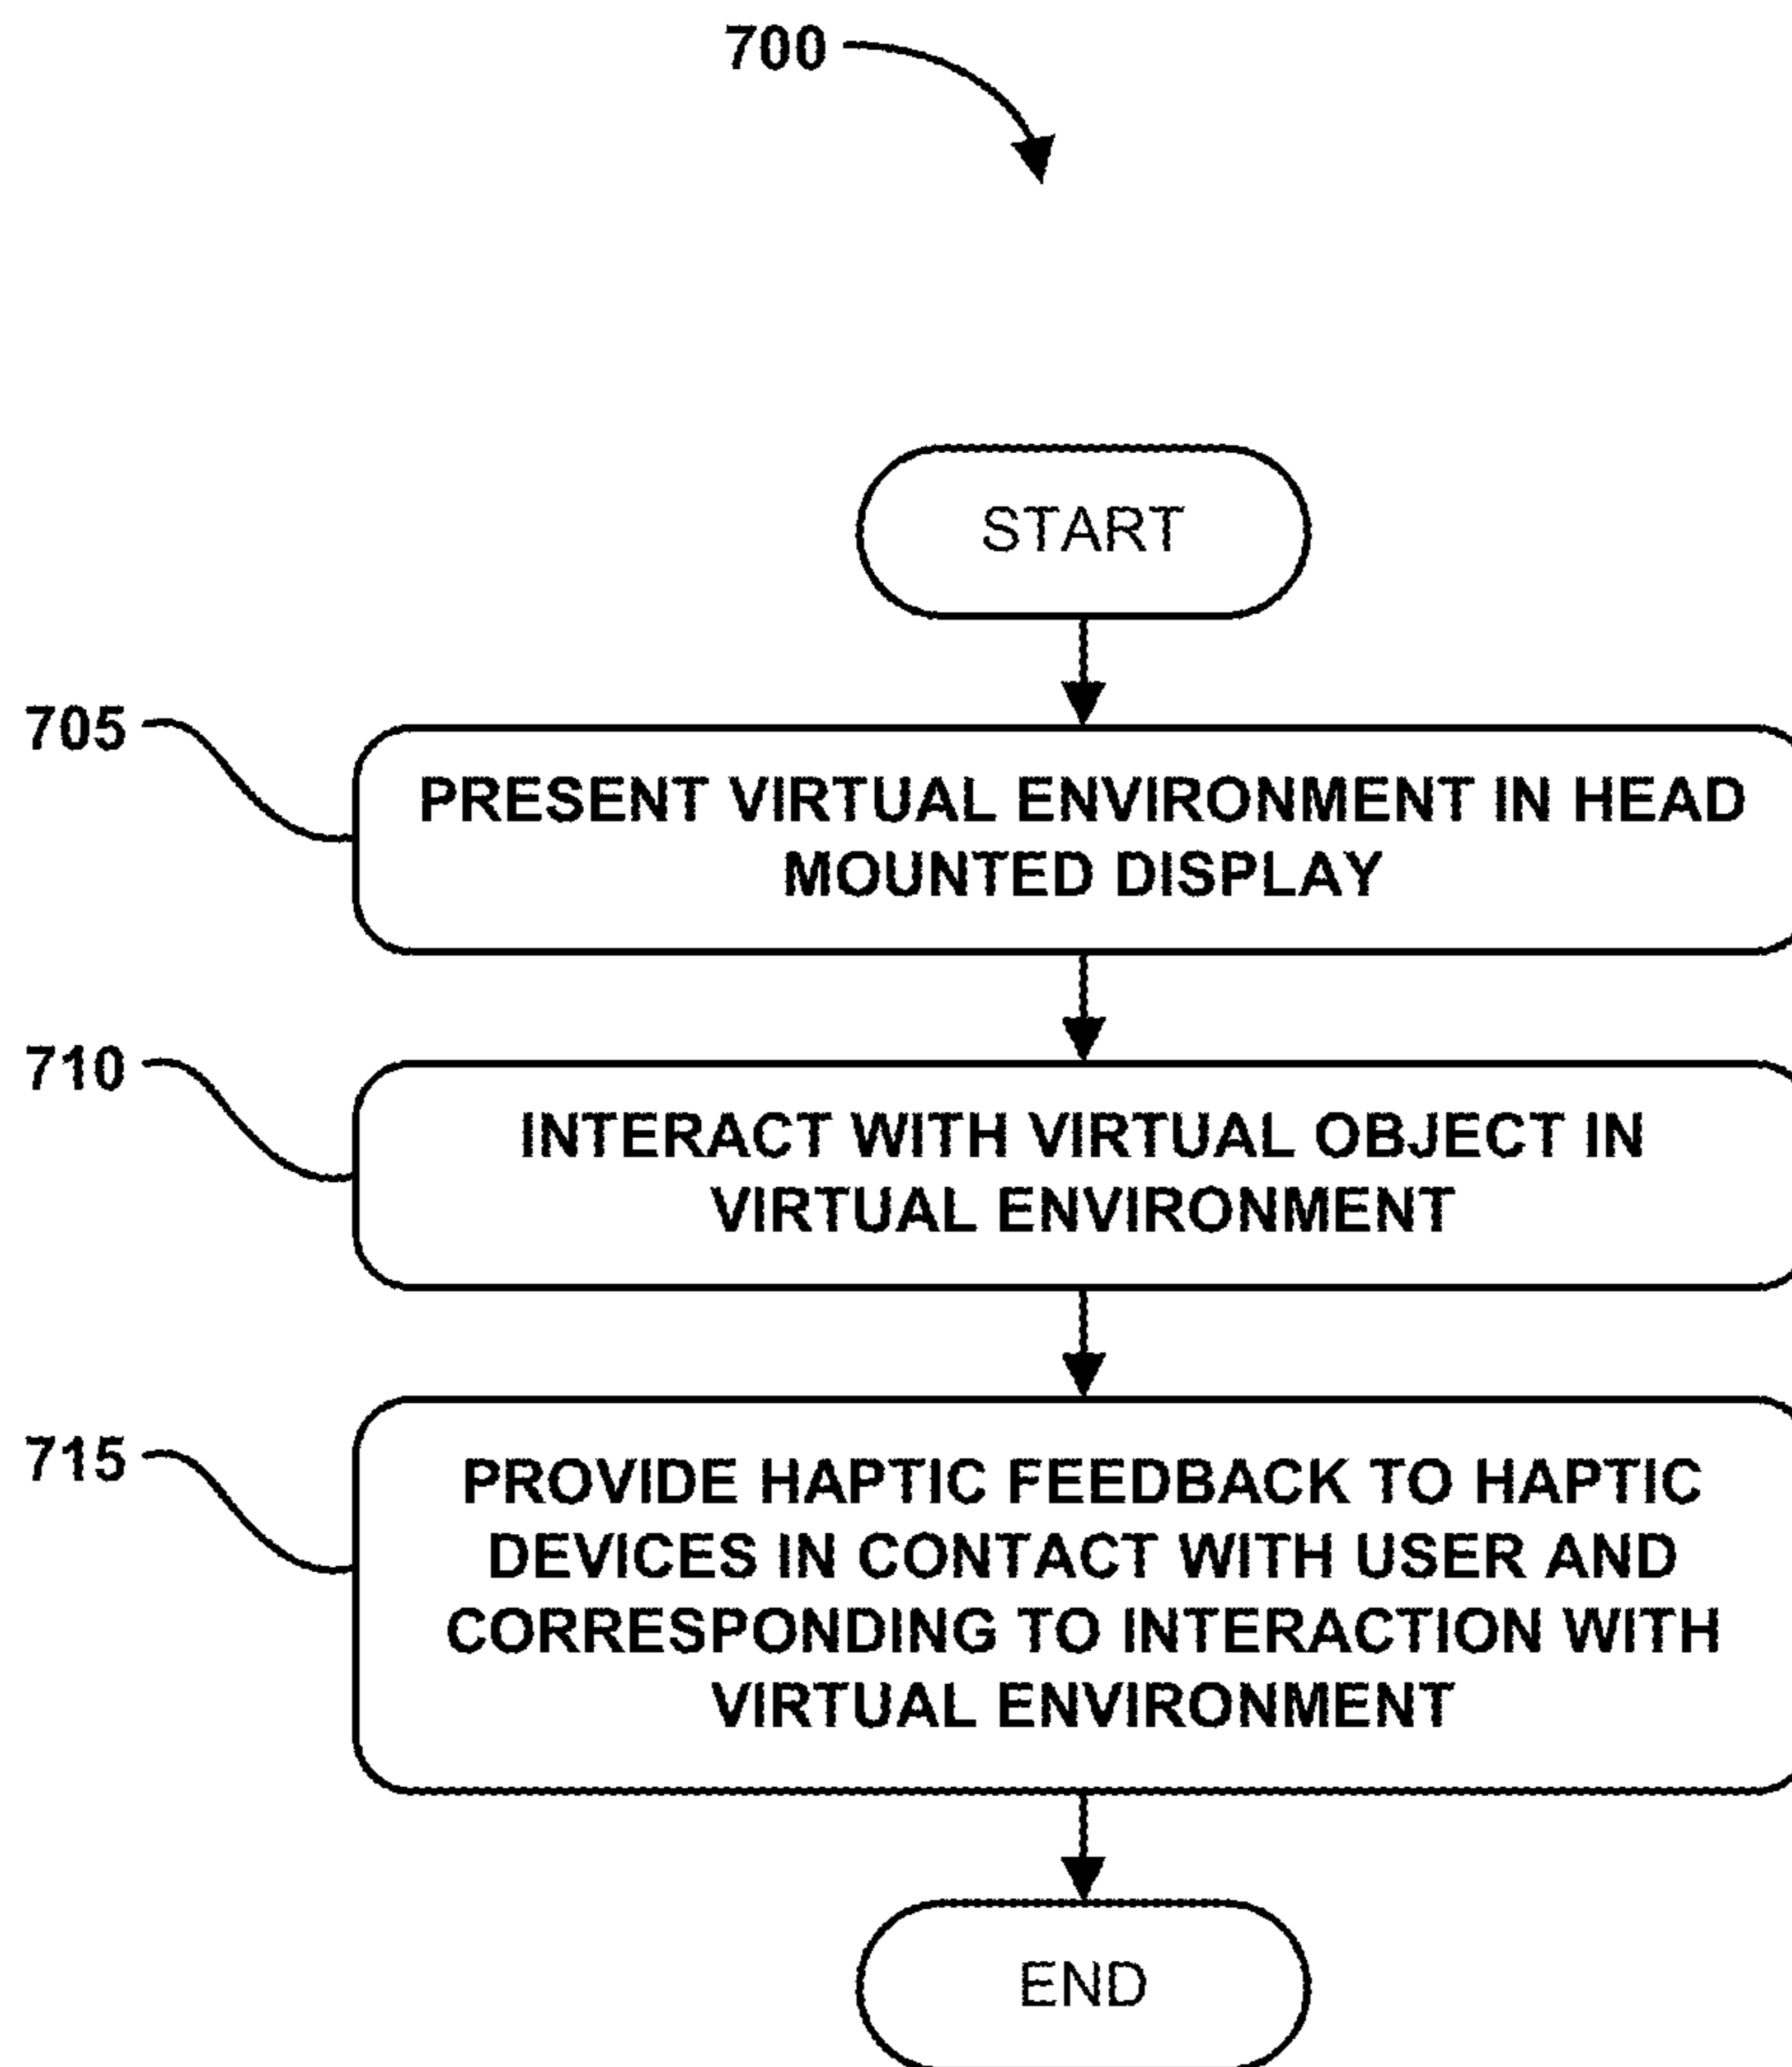 700
START
705
PRESENT VIRTUAL ENVIRONMENT IN HEAD
MOUNTED DISPLAY
710
INTERACT WITH VIRTUAL OBJECT IN
VIRTUAL ENVIRONMENT
715
PROVIDE HAPTIC FEEDBACK TO HAPTIC
DEVICES IN CONTACT WITH USER AND
CORRESPONDING TO INTERACTION WITH
VIRTUAL ENVIRONMENT
END